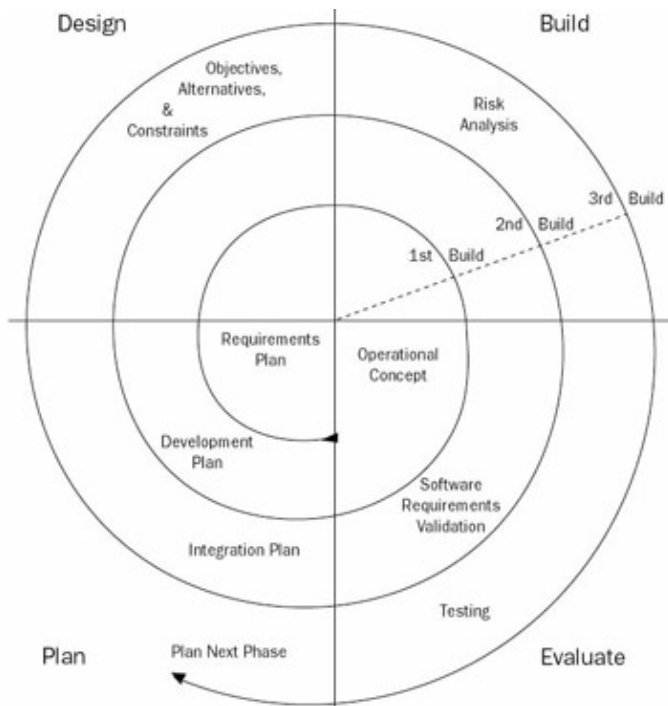 Design
Build
Objectives,
Alternatives,
&
Constraints
Risk
Analysis
3rd Build
2nd Build
1st Build
Requirements
Plan
Operational
Concept
Development
Plan
Software
Requirements
Validation
Integration Plan
Testing
Plan Next Phase
Plan
Evaluate